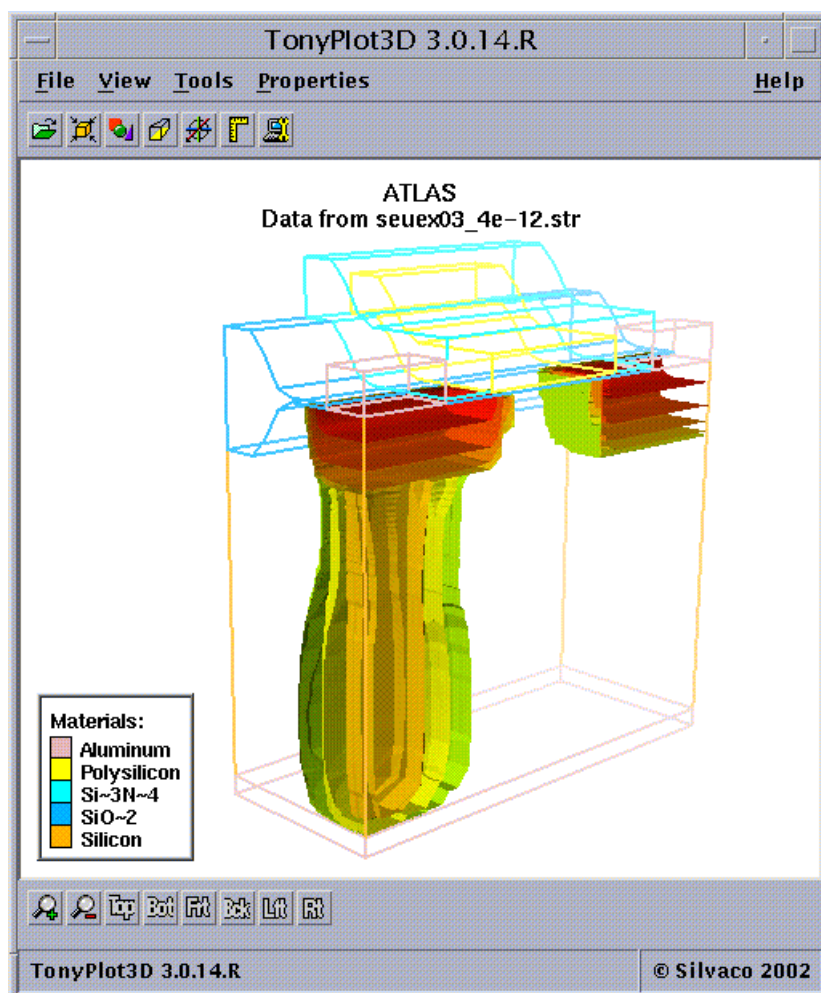 TonyPlot3D 3.0.14.R
File View Tools Properties Help
ATLAS
Data from seuex03_4e-12.str
Materials:
Aluminum
Polysilicon
Si~3N~4
SiO~2
Silicon
Top Bot Frt Bck Lft Rt
TonyPlot3D 3.0.14.R © Silvaco 2002